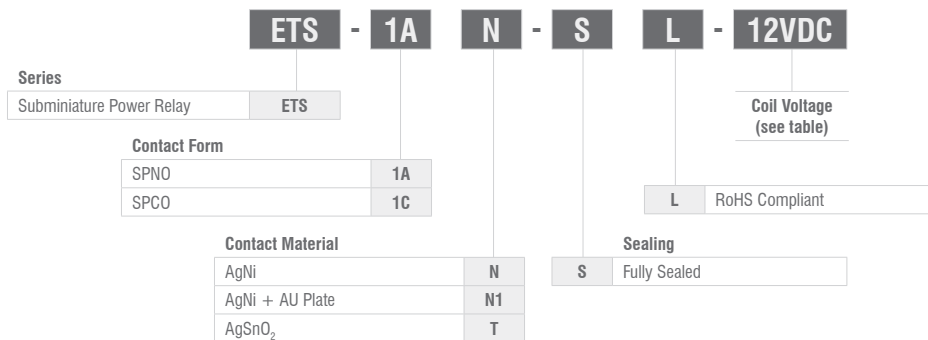 ETS - 1A N - S L - 12VDC
Series
Subminiature Power Relay ETS
Coil Voltage
(see table)
Contact Form
SPNO 1A
SPCO 1C
L RoHS Compliant
Contact Material
AgNi N
AgNi + AU Plate N1
AgSnO₂ T
Sealing
S Fully Sealed